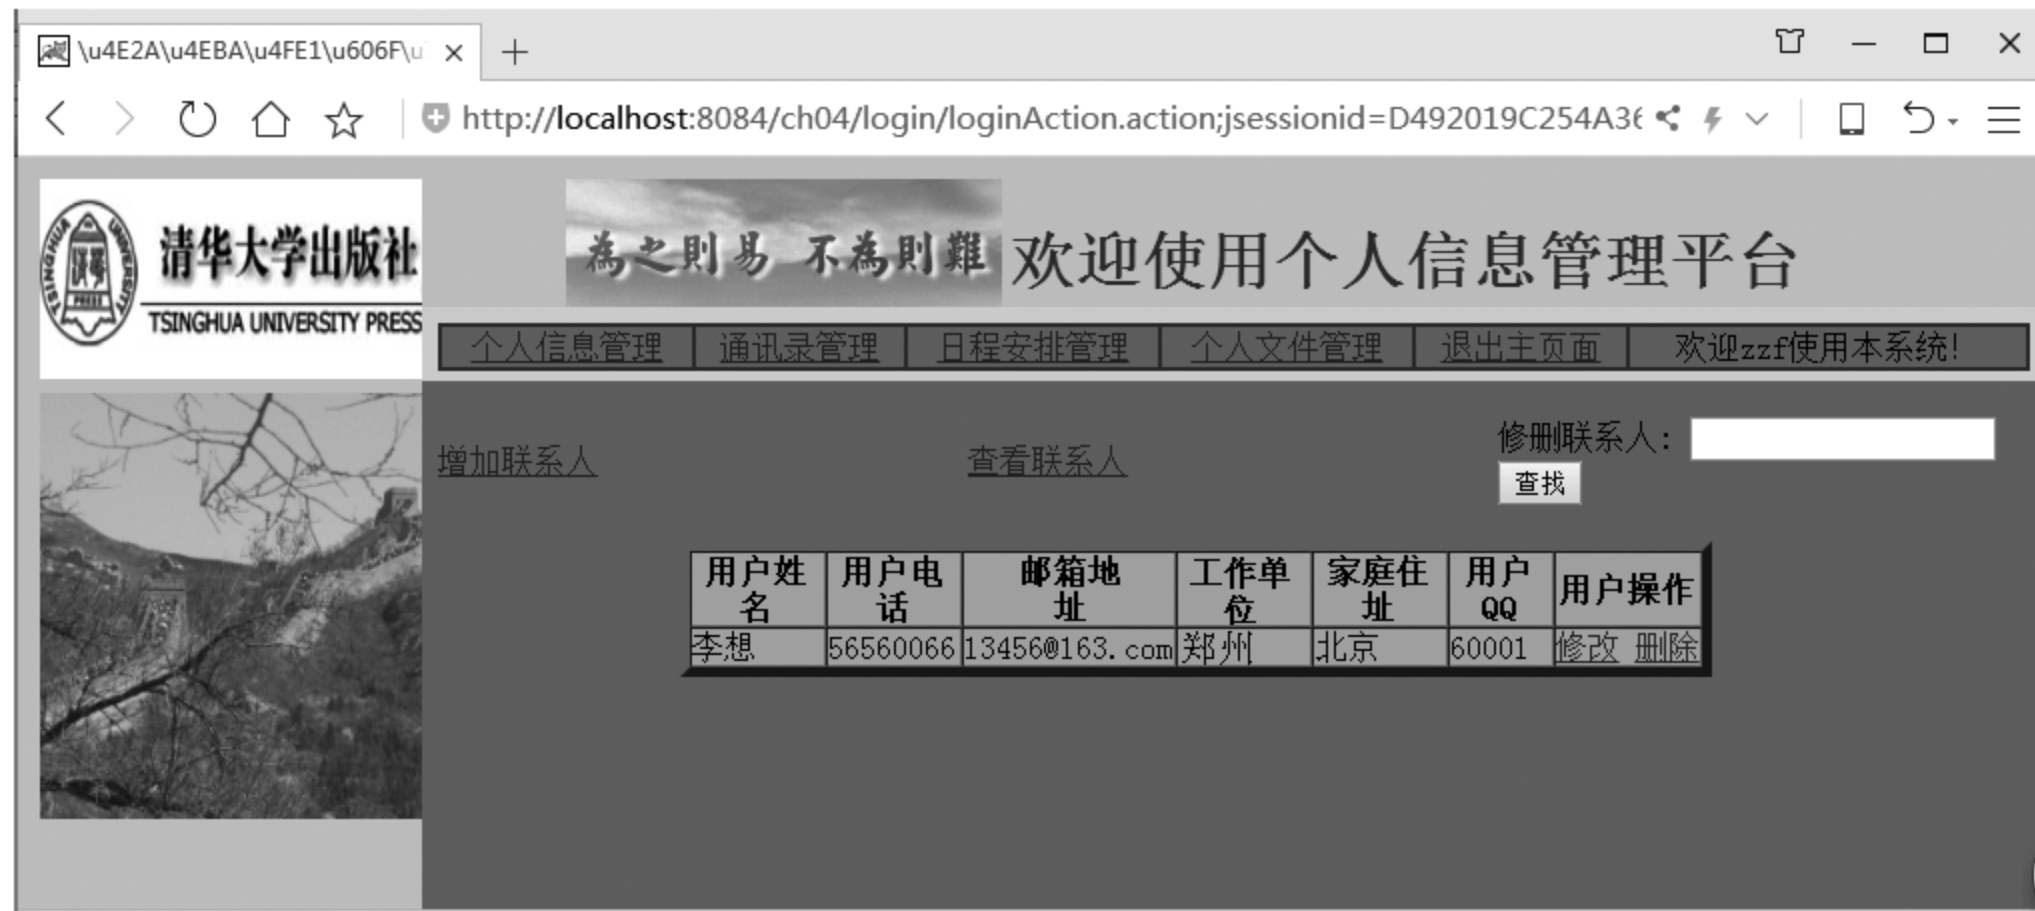 \u4E2A\u4EBA\u4FE1\u606F\u
http://localhost:8084/ch04/login/loginAction.action;jsessionid=D492019C254A36
清华大学出版社
TSINGHUA UNIVERSITY PRESS
為之則易 不為則難
欢迎使用个人信息管理平台
个人信息管理 通讯录管理 日程安排管理 个人文件管理 退出主页面 欢迎zzf使用本系统!
增加联系人 查看联系人 修删联系人:
查找
用户姓名 用户电话 邮箱地址 工作单位 家庭住址 用户QQ 用户操作
李想 56560066 13456@163.com 郑州 北京 60001 修改 删除